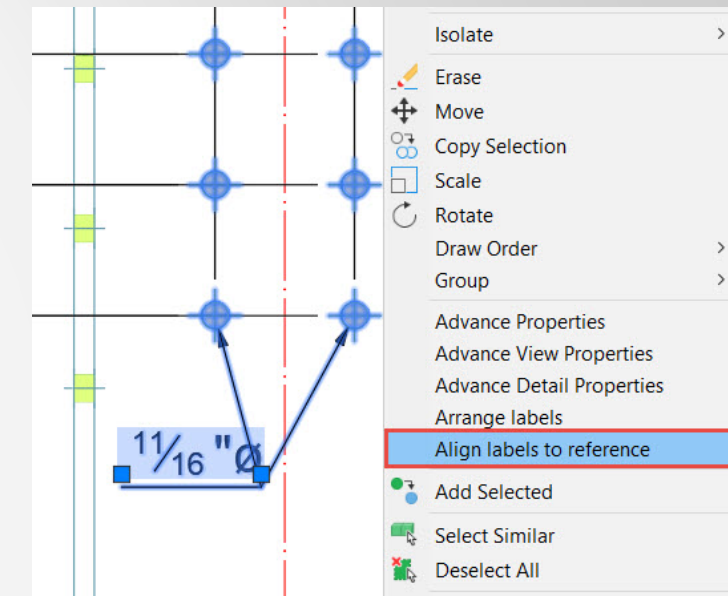 Isolate
Erase
Move
Copy Selection
Scale
Rotate
Draw Order
Group
Advance Properties
Advance View Properties
Advance Detail Properties
Arrange labels
Align labels to reference
Add Selected
Select Similar
Deselect All
11⁄16 "Ø